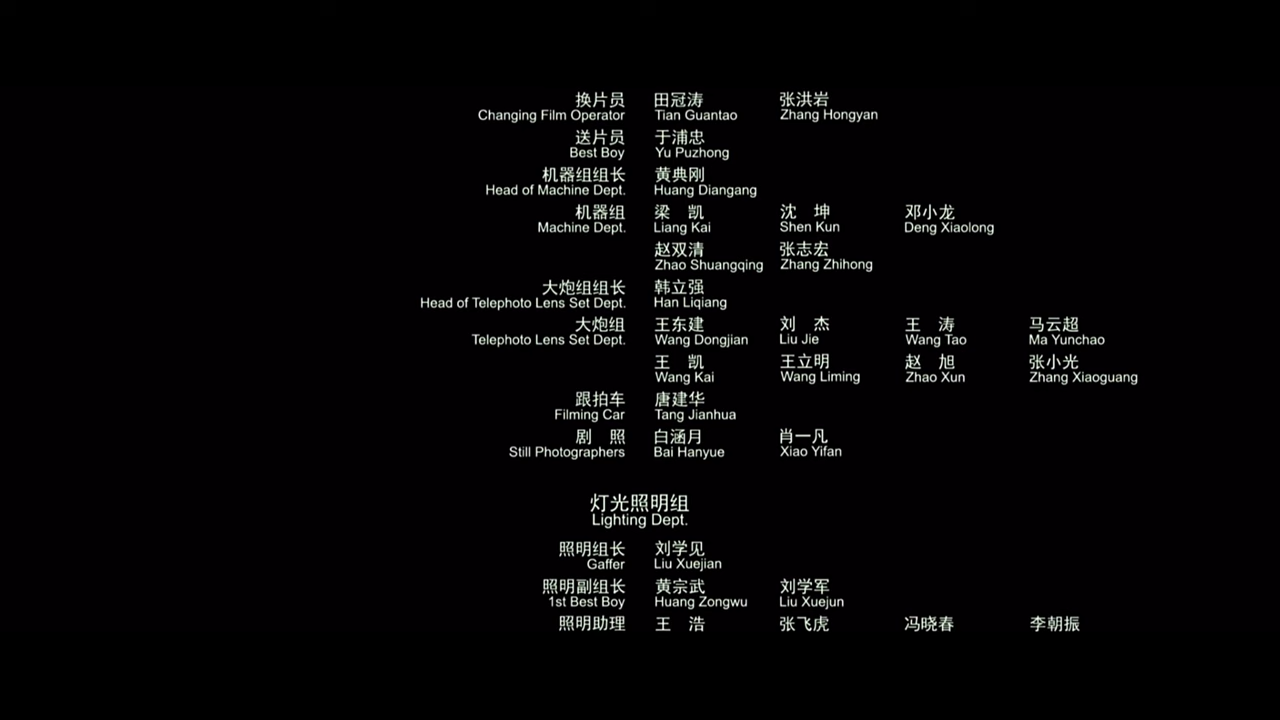 换片员 田冠涛 张洪岩
Changing Film Operator Tian Guantao Zhang Hongyan
送片员 于浦忠
Best Boy Yu Puzhong
机器组组长 黄典刚
Head of Machine Dept. Huang Diangang
机器组 梁 凯 沈 坤 邓小龙
Machine Dept. Liang Kai Shen Kun Deng Xiaolong
赵双清 张志宏
Zhao Shuangqing Zhang Zhihong
大炮组组长 韩立强
Head of Telephoto Lens Set Dept. Han Liqiang
大炮组 王东建 刘 杰 王 涛 马云超
Telephoto Lens Set Dept. Wang Dongjian Liu Jie Wang Tao Ma Yunchao
王 凯 王立明 赵 旭 张小光
Wang Kai Wang Liming Zhao Xun Zhang Xiaoguang
跟拍车 唐建华
Filming Car Tang Jianhua
剧 照 白涵月 肖一凡
Still Photographers Bai Hanyue Xiao Yifan
灯光照明组
Lighting Dept.
照明组长 刘学见
Gaffer Liu Xuejian
照明副组长 黄宗武 刘学军
1st Best Boy Huang Zongwu Liu Xuejun
照明助理 王 浩 张飞虎 冯晓春 李朝振